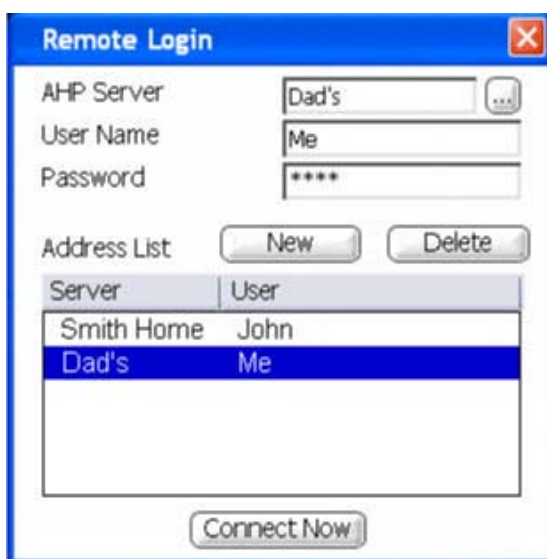 Remote Login
AHP Server Dad's ...
User Name Me
Password ****
Address List New Delete
Server User
Smith Home John
Dad's Me
Connect Now